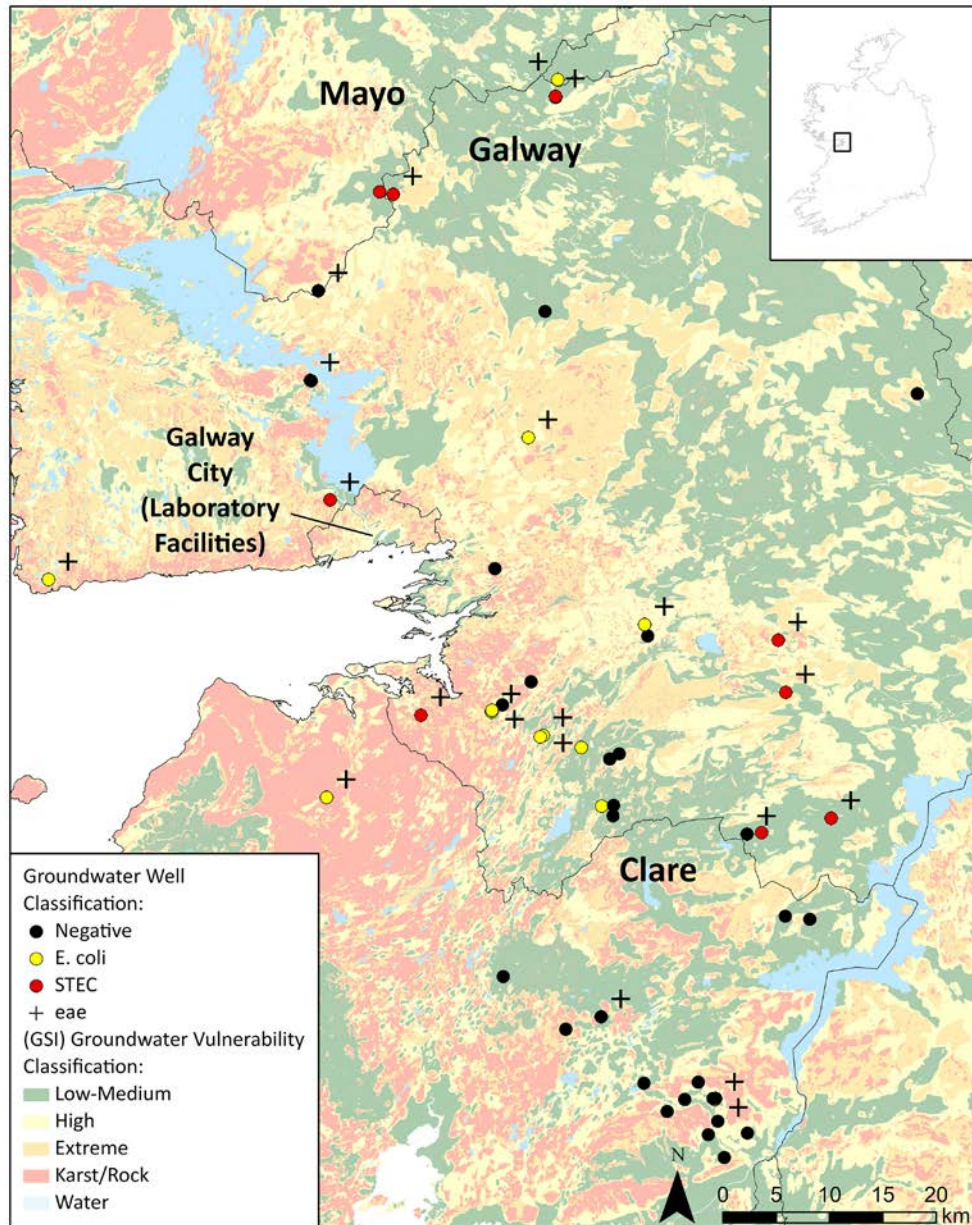 Mayo
Galway
Galway
City
(Laboratory
Facilities)
Clare
Groundwater Well
Classification:
Negative
E. coli
STEC
+ eae
(GSI) Groundwater Vulnerability
Classification:
Low-Medium
High
Extreme
Karst/Rock
Water
N
0 5 10 15 20
km